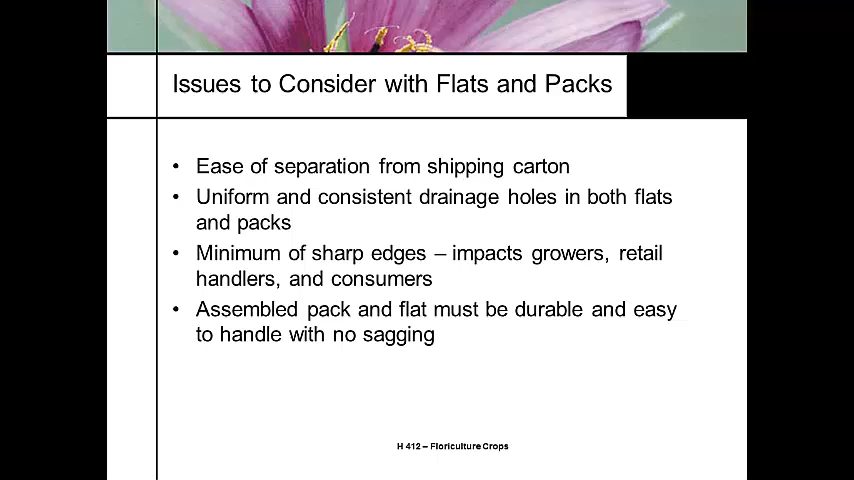 Issues to Consider with Flats and Packs
• Ease of separation from shipping carton
• Uniform and consistent drainage holes in both flats
and packs
• Minimum of sharp edges – impacts growers, retail
handlers, and consumers
• Assembled pack and flat must be durable and easy
to handle with no sagging
H 412 – Floriculture Crops